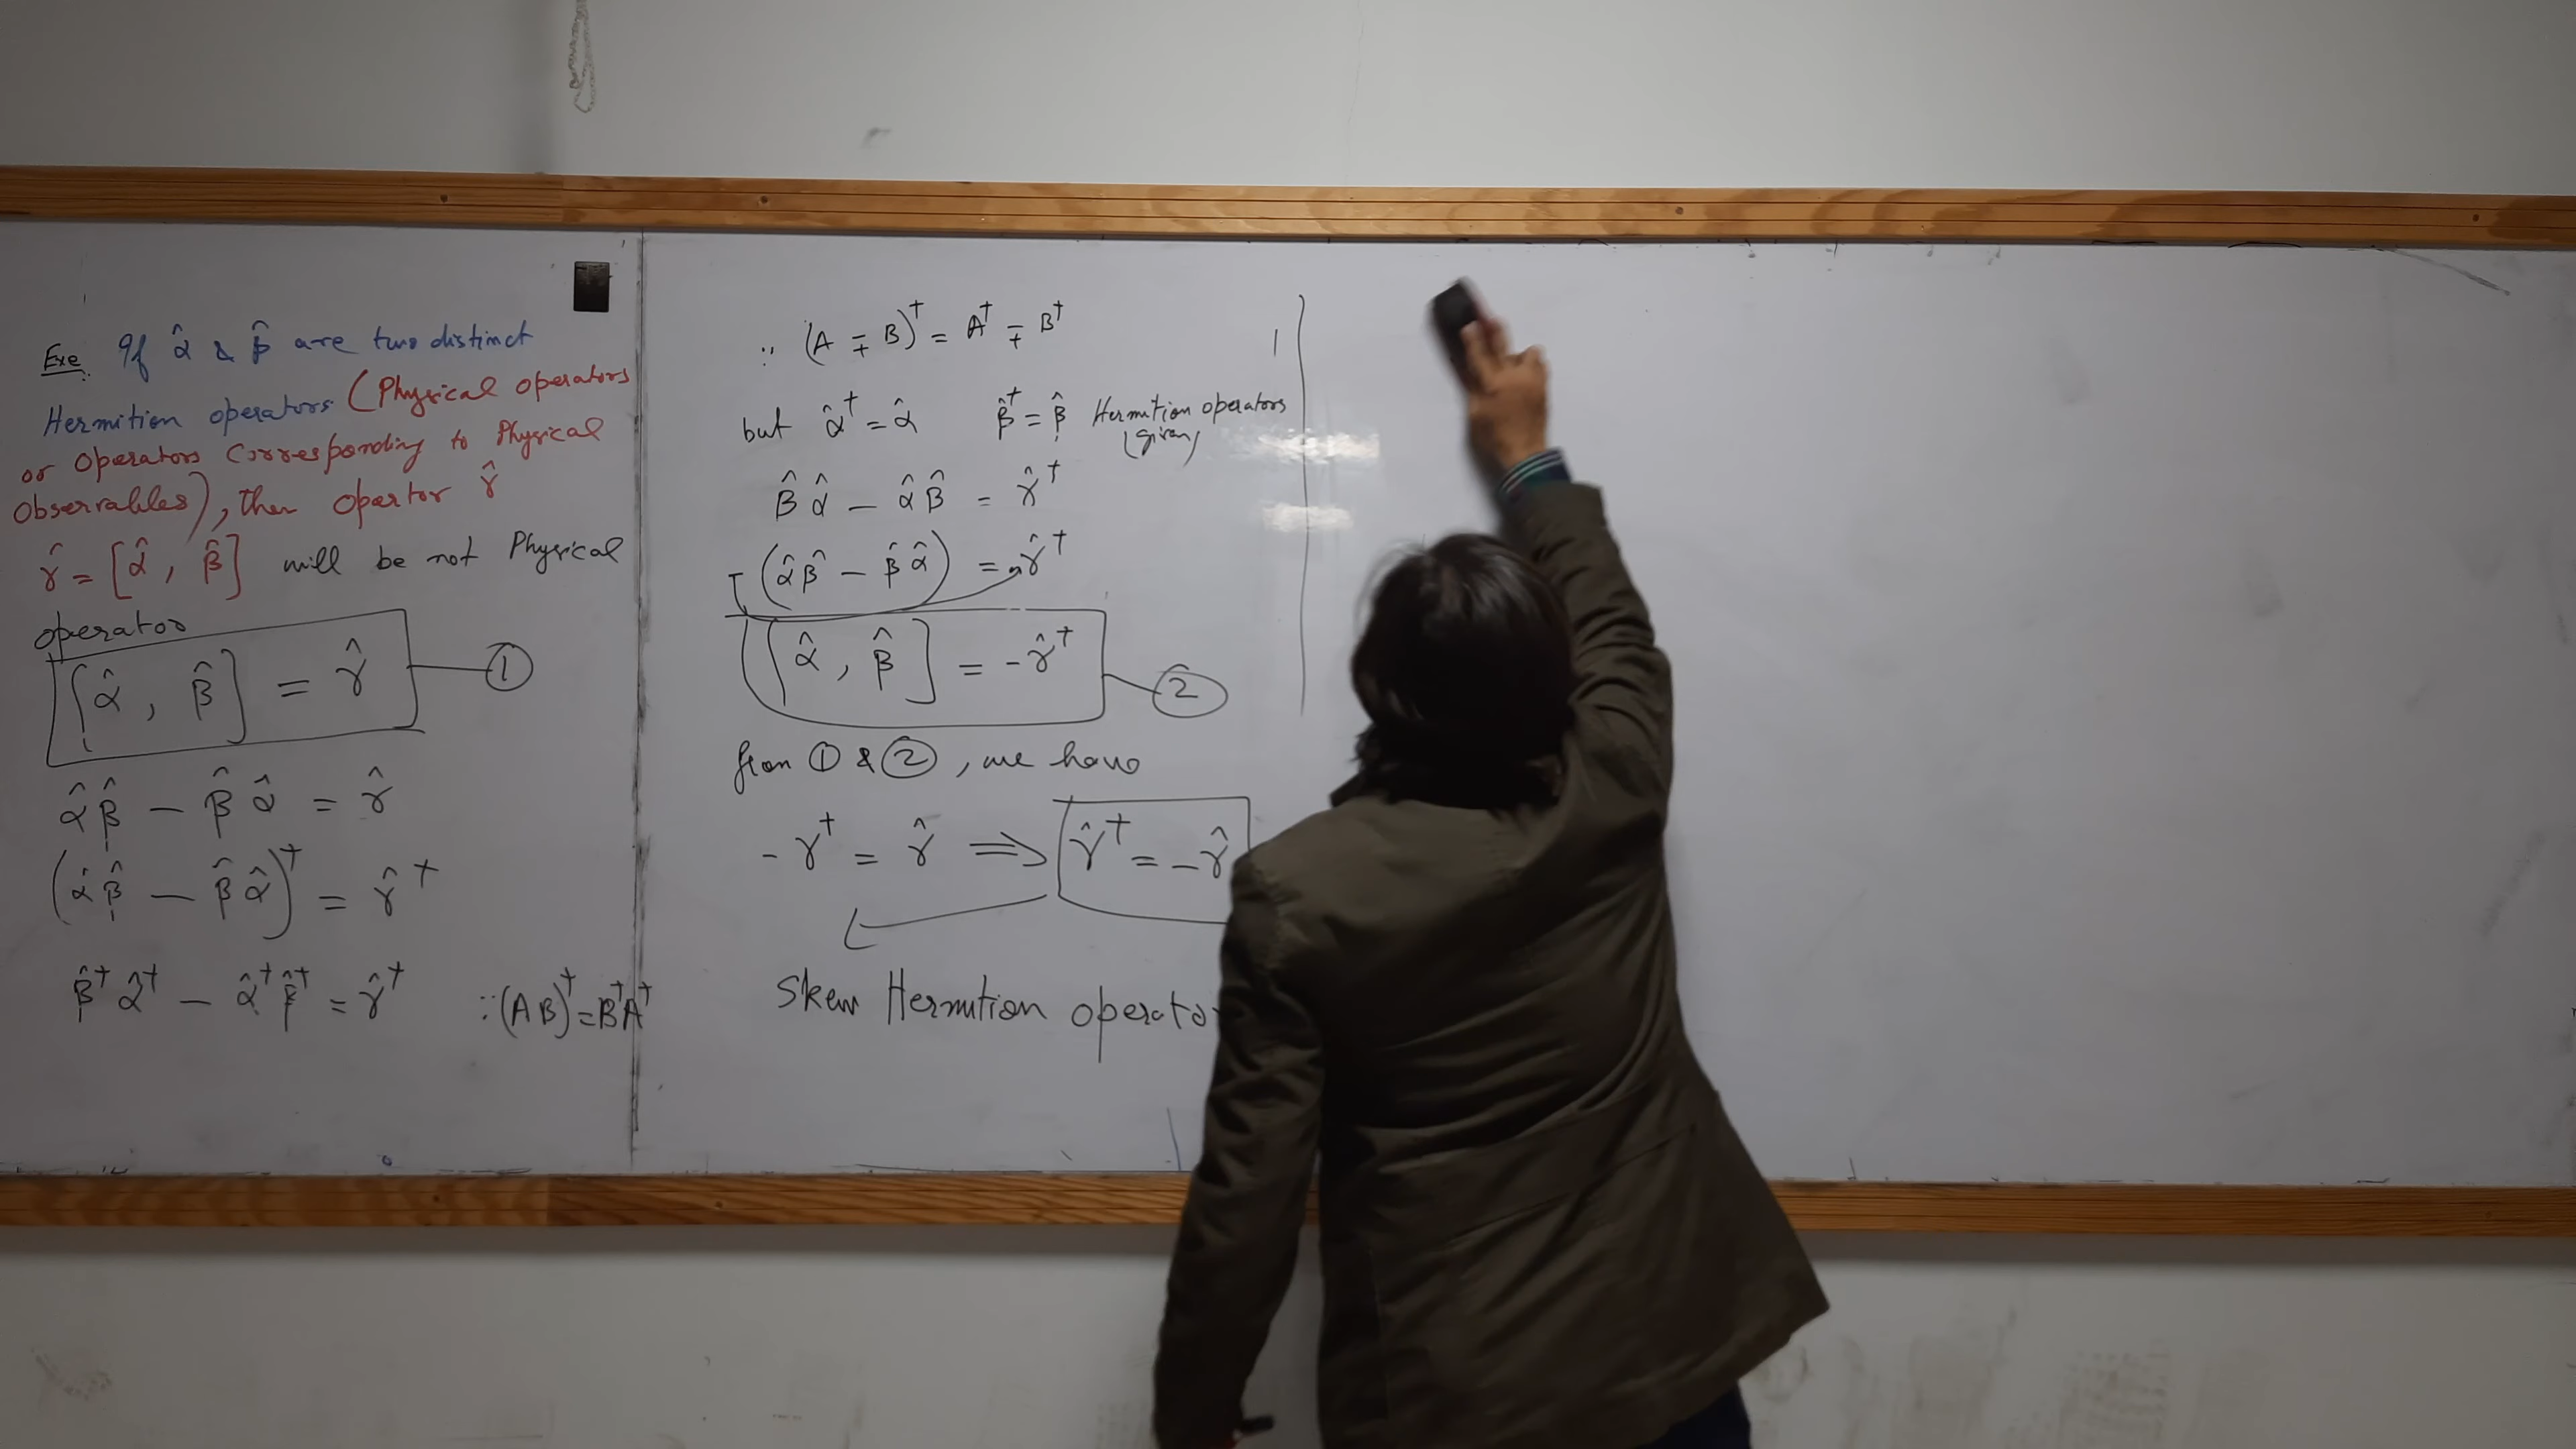 Exe. If α̂ & β̂ are two distinct
Hermition operators (Physical operators
or Operators Corresponding to Physical
Observables), then opertor γ̂
γ̂ = [α̂, β̂] will be not Physical
operator
[α̂, β̂] = γ̂ — ①
α̂β̂ − β̂α̂ = γ̂
(α̂β̂ − β̂α̂)† = γ̂†
β̂†α̂† − α̂†β̂† = γ̂† ∵ (AB)† = B†A†
∵ (A ∓ B)† = A† ∓ B†
but α̂† = α̂ β̂† = β̂ Hermition operators
(given)
β̂α̂ − α̂β̂ = γ̂†
−(α̂β̂ − β̂α̂) = γ̂†
[α̂, β̂] = −γ̂† — ②
from ① & ②, we have
−γ† = γ̂ ⇒ γ̂† = −γ̂
Skew Hermition operator